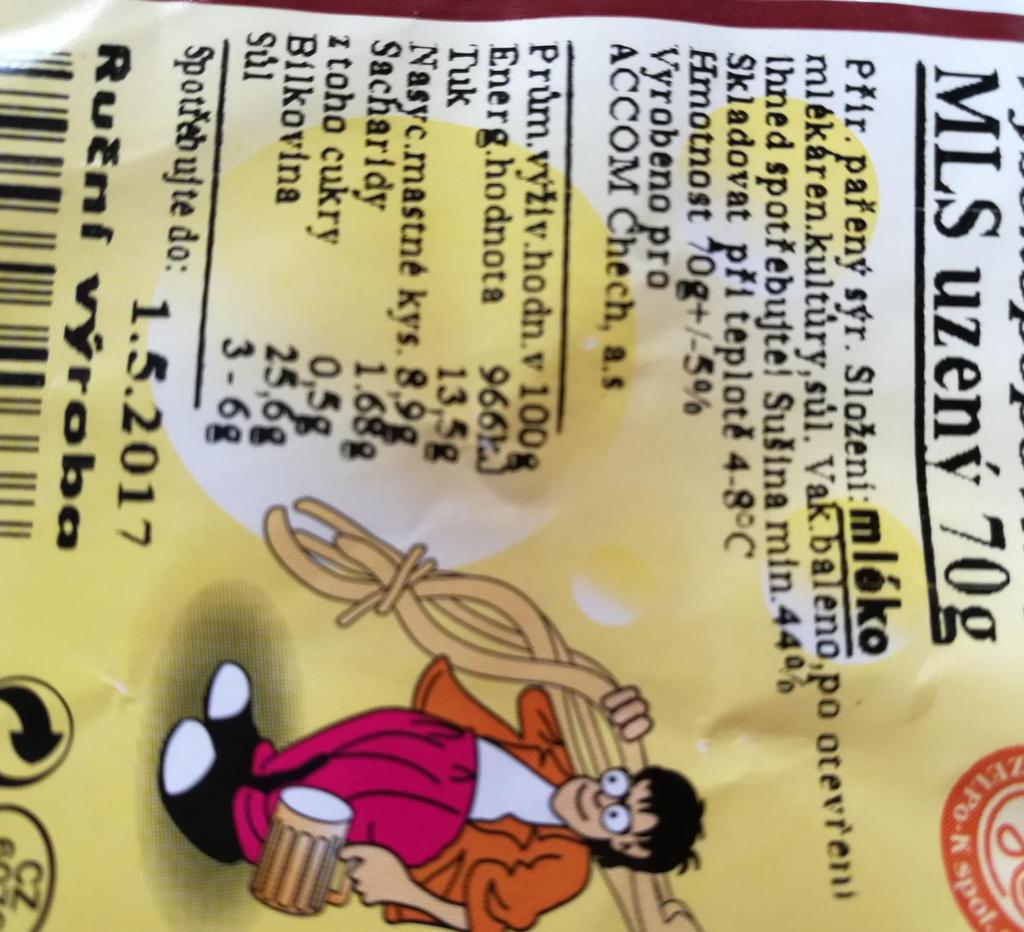 MLS uzený 70g
Přír. pařený sýr. Složení: mléko
mlékáren.kultúry,sůl. Vak.baleno,po otevření
ihned spotřebujte! Sušina min.44%
Skladovat při teplotě 4-8°C
Hmotnost 70g+/-5%
Vyrobeno pro
ACCOM Chech, a.s
Prům.výživ.hodn.v 100g
Energ.hodnota 966kJ
Tuk 13,5g
Nasyc.mastné kys. 8,9g
Sacharidy 1.68g
z toho cukry 0,5g
Bílkovina 25,6g
Sůl 3-6g
Spotřebujte do: 1.5.2017
Ruční výroba
CZ